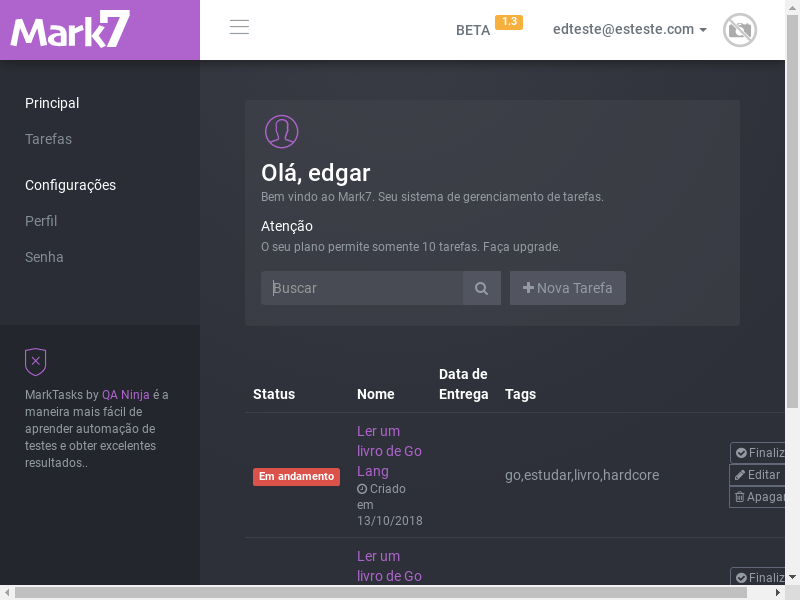 Mark7
BETA 1.3
edteste@esteste.com
Principal
Tarefas
Configurações
Perfil
Senha
MarkTasks by QA Ninja é a
maneira mais fácil de
aprender automação de
testes e obter excelentes
resultados..
Olá, edgar
Bem vindo ao Mark7. Seu sistema de gerenciamento de tarefas.
Atenção
O seu plano permite somente 10 tarefas. Faça upgrade.
Buscar
Nova Tarefa
Status
Nome
Data de
Entrega
Tags
Em andamento
Ler um
livro de Go
Lang
Criado
em
13/10/2018
go,estudar,livro,hardcore
Finaliz
Editar
Apagar
Ler um
livro de Go
Finaliz